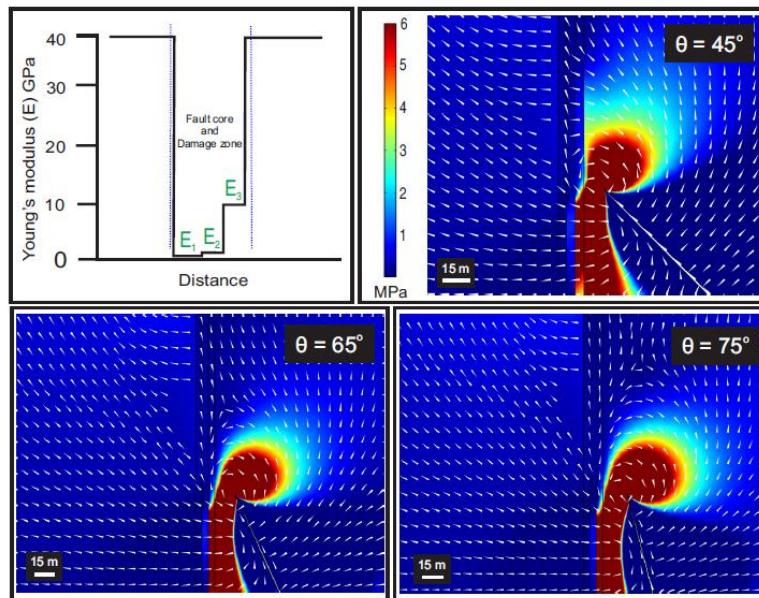 Young's modulus (E) GPa
40
30
20
10
0
Fault core
and
Damage zone
E1
E2
E3
Distance
6
5
4
3
2
1
MPa
θ = 45°
15 m
θ = 65°
15 m
θ = 75°
15 m